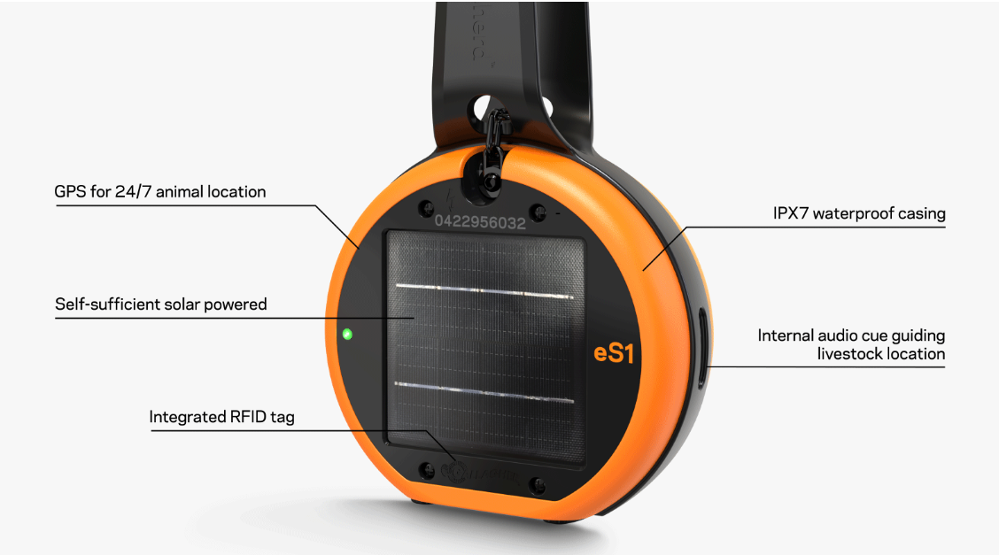 GPS for 24/7 animal location
IPX7 waterproof casing
0422956032
Self-sufficient solar powered
eS1
Internal audio cue guiding
livestock location
Integrated RFID tag